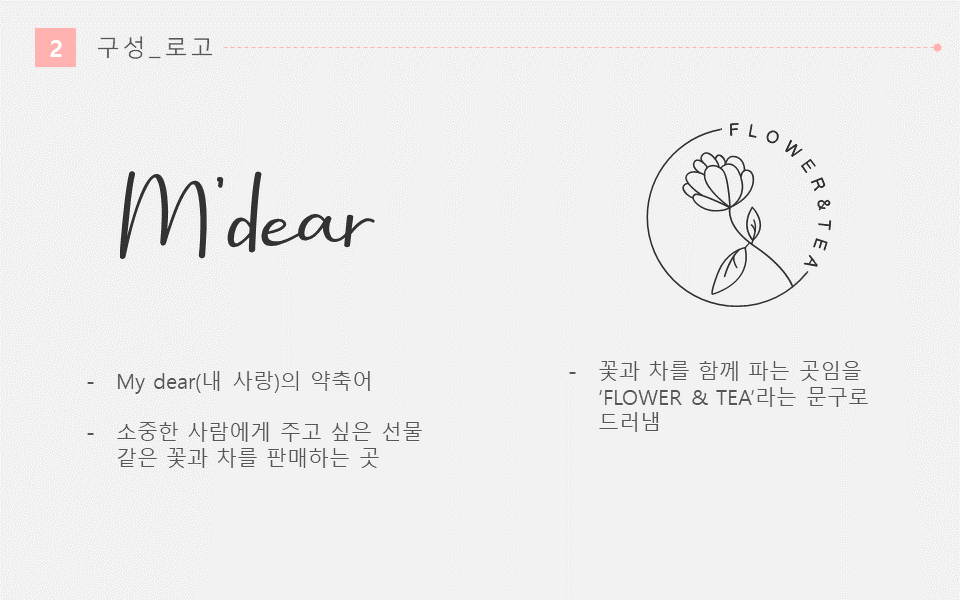 2 구성_로고
M'dear
FLOWER&TEA
- My dear(내 사랑)의 약축어
- 소중한 사람에게 주고 싶은 선물
같은 꽃과 차를 판매하는 곳
- 꽃과 차를 함께 파는 곳임을
‘FLOWER & TEA’라는 문구로
드러냄